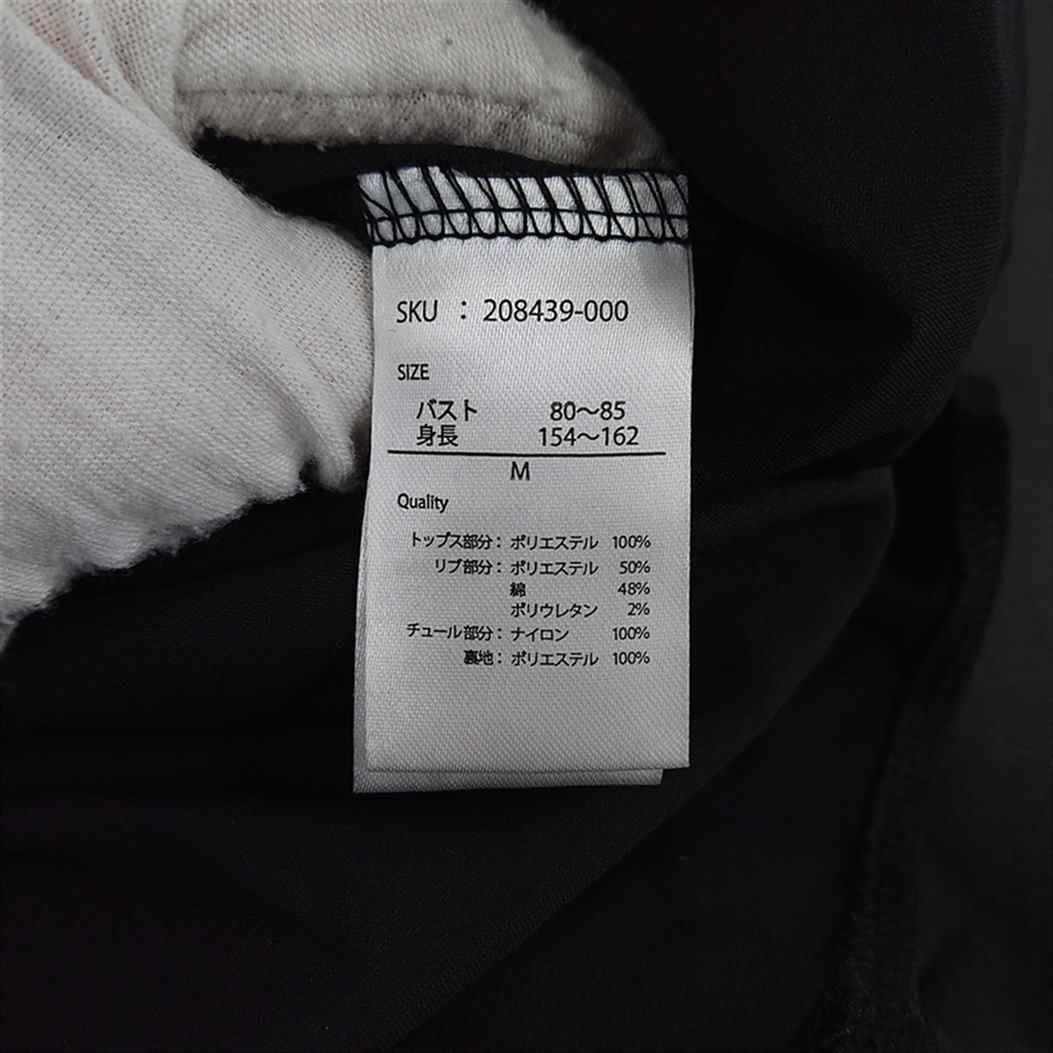 SKU : 208439-000
SIZE
バスト 80～85
身長 154～162
M
Quality
トップス部分： ポリエステル 100%
リブ部分： ポリエステル 50%
綿 48%
ポリウレタン 2%
チュール部分： ナイロン 100%
裏地： ポリエステル 100%